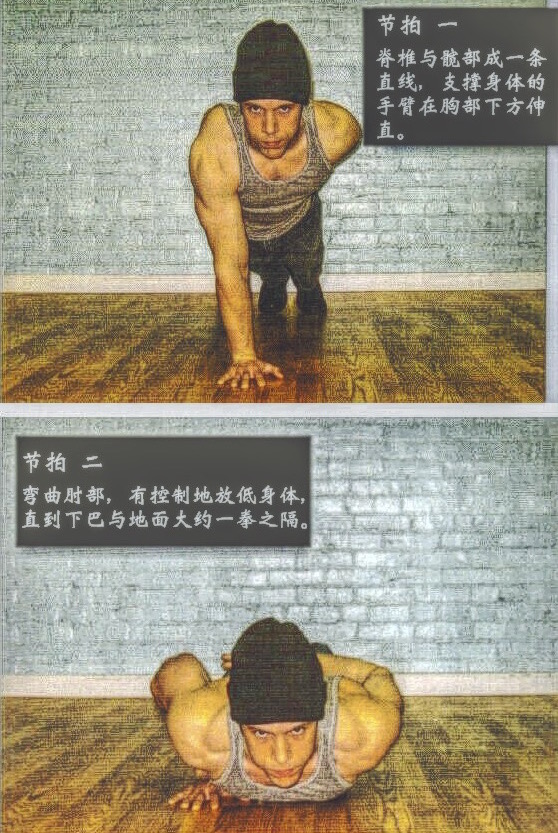 节拍 一
脊椎与髋部成一条
直线，支撑身体的
手臂在胸部下方伸
直。
节拍 二
弯曲肘部，有控制地放低身体，
直到下巴与地面大约一拳之隔。